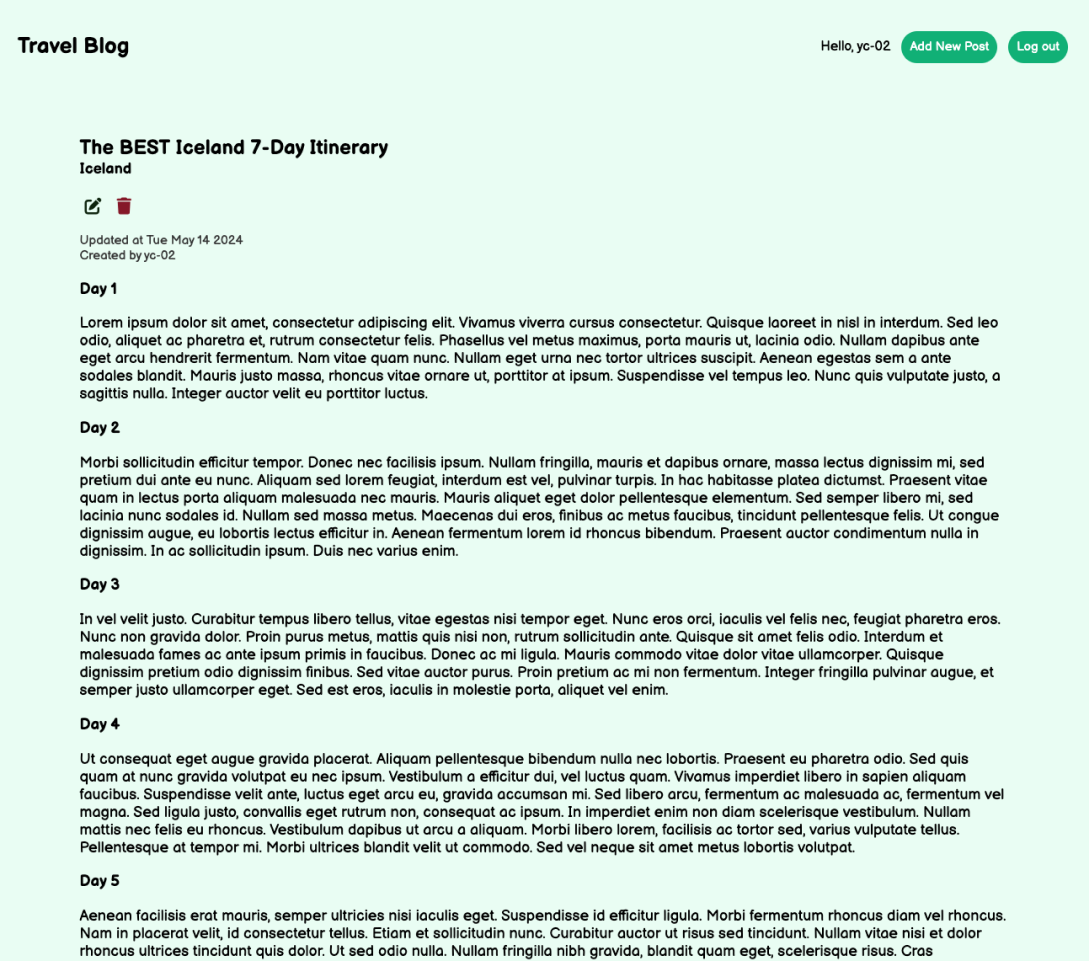 Travel Blog
Hello, yc-02
Add New Post
Log out
The BEST Iceland 7-Day Itinerary
Iceland
Updated at Tue May 14 2024
Created by yc-02
Day 1
Lorem ipsum dolor sit amet, consectetur adipiscing elit. Vivamus viverra cursus consectetur. Quisque laoreet in nisl in interdum. Sed leo
odio, aliquet ac pharetra et, rutrum consectetur felis. Phasellus vel metus maximus, porta mauris ut, lacinia odio. Nullam dapibus ante
eget arcu hendrerit fermentum. Nam vitae quam nunc. Nullam eget urna nec tortor ultrices suscipit. Aenean egestas sem a ante
sodales blandit. Mauris justo massa, rhoncus vitae ornare ut, porttitor at ipsum. Suspendisse vel tempus leo. Nunc quis vulputate justo, a
sagittis nulla. Integer auctor velit eu porttitor luctus.
Day 2
Morbi sollicitudin efficitur tempor. Donec nec facilisis ipsum. Nullam fringilla, mauris et dapibus ornare, massa lectus dignissim mi, sed
pretium dui ante eu nunc. Aliquam sed lorem feugiat, interdum est vel, pulvinar turpis. In hac habitasse platea dictumst. Praesent vitae
quam in lectus porta aliquam malesuada nec mauris. Mauris aliquet eget dolor pellentesque elementum. Sed semper libero mi, sed
lacinia nunc sodales id. Nullam sed massa metus. Maecenas dui eros, finibus ac metus faucibus, tincidunt pellentesque felis. Ut congue
dignissim augue, eu lobortis lectus efficitur in. Aenean fermentum lorem id rhoncus bibendum. Praesent auctor condimentum nulla in
dignissim. In ac sollicitudin ipsum. Duis nec varius enim.
Day 3
In vel velit justo. Curabitur tempus libero tellus, vitae egestas nisi tempor eget. Nunc eros orci, iaculis vel felis nec, feugiat pharetra eros.
Nunc non gravida dolor. Proin purus metus, mattis quis nisi non, rutrum sollicitudin ante. Quisque sit amet felis odio. Interdum et
malesuada fames ac ante ipsum primis in faucibus. Donec ac mi ligula. Mauris commodo vitae dolor vitae ullamcorper. Quisque
dignissim pretium odio dignissim finibus. Sed vitae auctor purus. Proin pretium ac mi non fermentum. Integer fringilla pulvinar augue, et
semper justo ullamcorper eget. Sed est eros, iaculis in molestie porta, aliquet vel enim.
Day 4
Ut consequat eget augue gravida placerat. Aliquam pellentesque bibendum nulla nec lobortis. Praesent eu pharetra odio. Sed quis
quam at nunc gravida volutpat eu nec ipsum. Vestibulum a efficitur dui, vel luctus quam. Vivamus imperdiet libero in sapien aliquam
faucibus. Suspendisse velit ante, luctus eget arcu eu, gravida accumsan mi. Sed libero arcu, fermentum ac malesuada ac, fermentum vel
magna. Sed ligula justo, convallis eget rutrum non, consequat ac ipsum. In imperdiet enim non diam scelerisque vestibulum. Nullam
mattis nec felis eu rhoncus. Vestibulum dapibus ut arcu a aliquam. Morbi libero lorem, facilisis ac tortor sed, varius vulputate tellus.
Pellentesque at tempor mi. Morbi ultrices blandit velit ut commodo. Sed vel neque sit amet metus lobortis volutpat.
Day 5
Aenean facilisis erat mauris, semper ultricies nisi iaculis eget. Suspendisse id efficitur ligula. Morbi fermentum rhoncus diam vel rhoncus.
Nam in placerat velit, id consectetur tellus. Etiam et sollicitudin nunc. Curabitur auctor ut risus sed tincidunt. Nullam vitae nisi et dolor
rhoncus ultrices tincidunt quis dolor. Ut sed odio nulla. Nullam fringilla nibh gravida, blandit quam eget, scelerisque risus. Cras